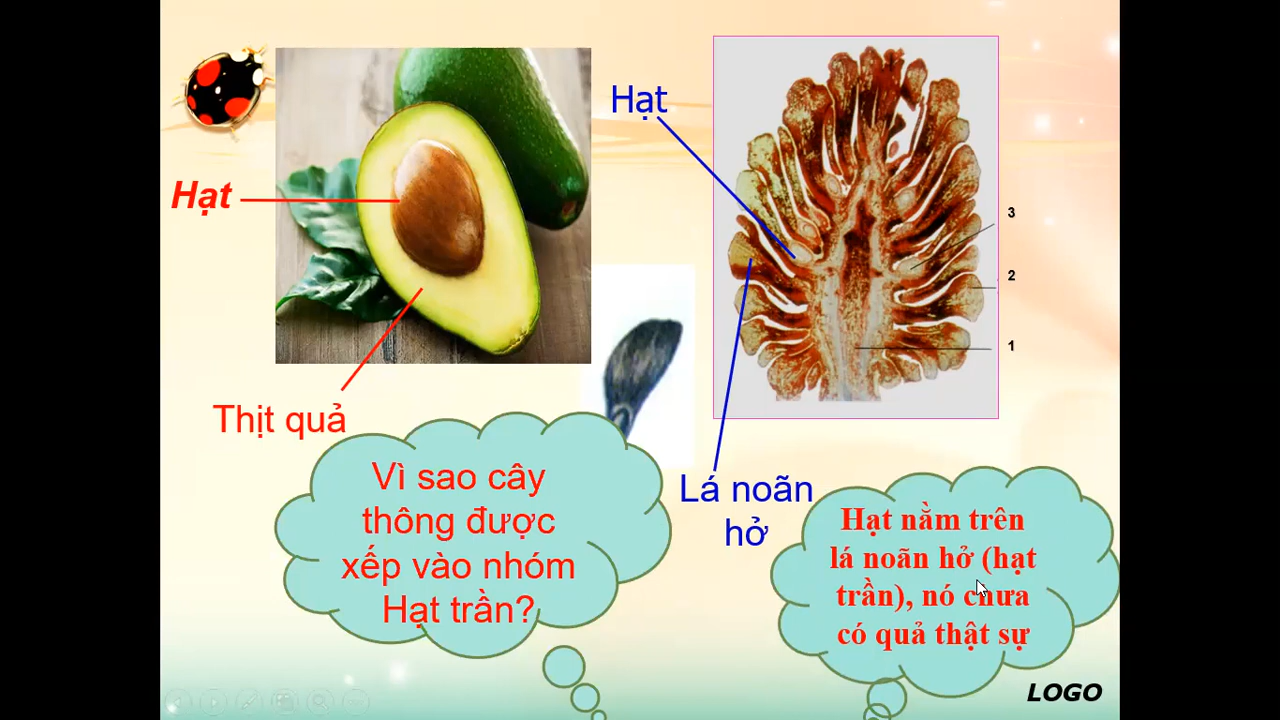 Hạt
Hạt
3
2
1
Thịt quả
Lá noãn
hở
Vì sao cây
thông được
xếp vào nhóm
Hạt trần?
Hạt nằm trên
lá noãn hở (hạt
trần), nó chưa
có quả thật sự
LOGO